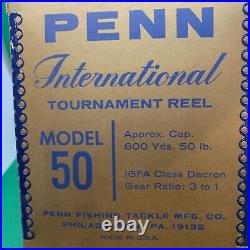 PENN
International
TOURNAMENT REEL
MODEL
50
Approx. Cap.
600 Yds. 50 lb.
IGFA Class Dacron
Gear Ratio: 3 to 1
PENN FISHING TACKLE MFG. CO.
PHILADELPHIA, PA. 19132
MADE IN U.S.A.